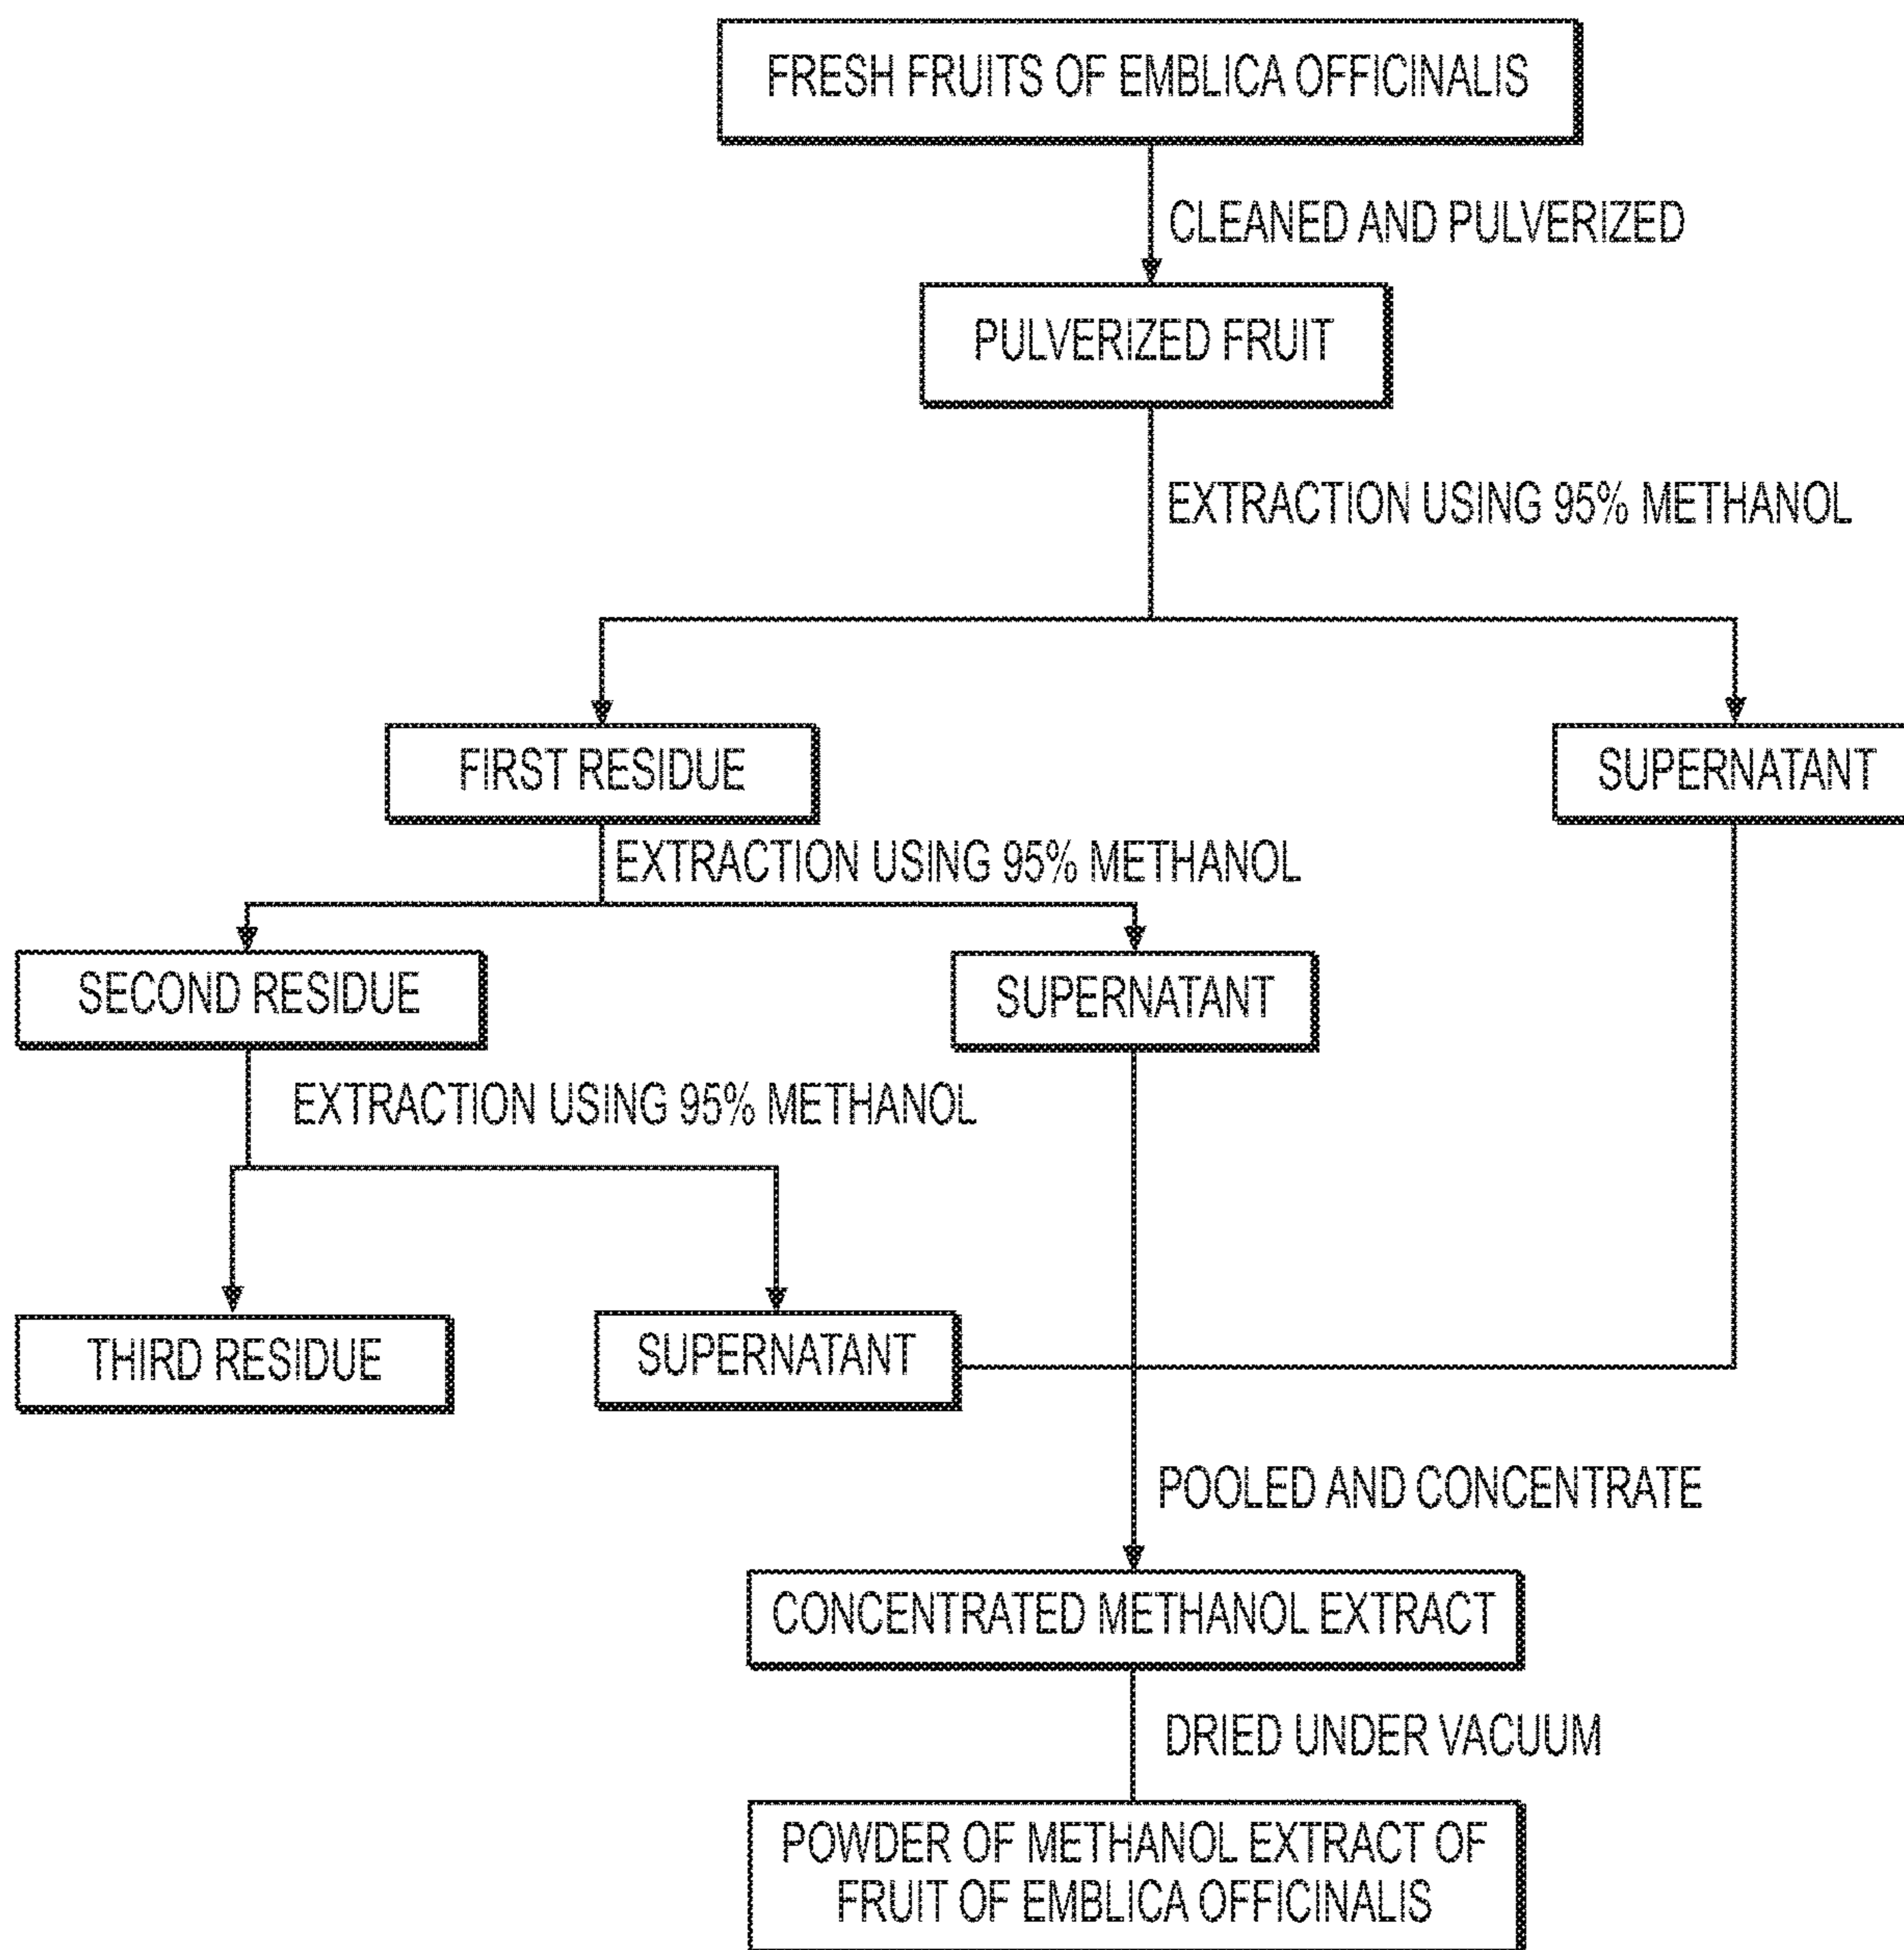 FRESH FRUITS OF EMBLICA OFFICINALIS
CLEANED AND PULVERIZED
PULVERIZED FRUIT
EXTRACTION USING 95% METHANOL
FIRST RESIDUE
SUPERNATANT
EXTRACTION USING 95% METHANOL
SECOND RESIDUE
SUPERNATANT
EXTRACTION USING 95% METHANOL
THIRD RESIDUE
SUPERNATANT
POOLED AND CONCENTRATE
CONCENTRATED METHANOL EXTRACT
DRIED UNDER VACUUM
POWDER OF METHANOL EXTRACT OF
FRUIT OF EMBLICA OFFICINALIS